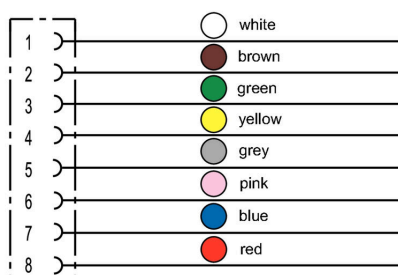 1 white
2 brown
3 green
4 yellow
5 grey
6 pink
7 blue
8 red